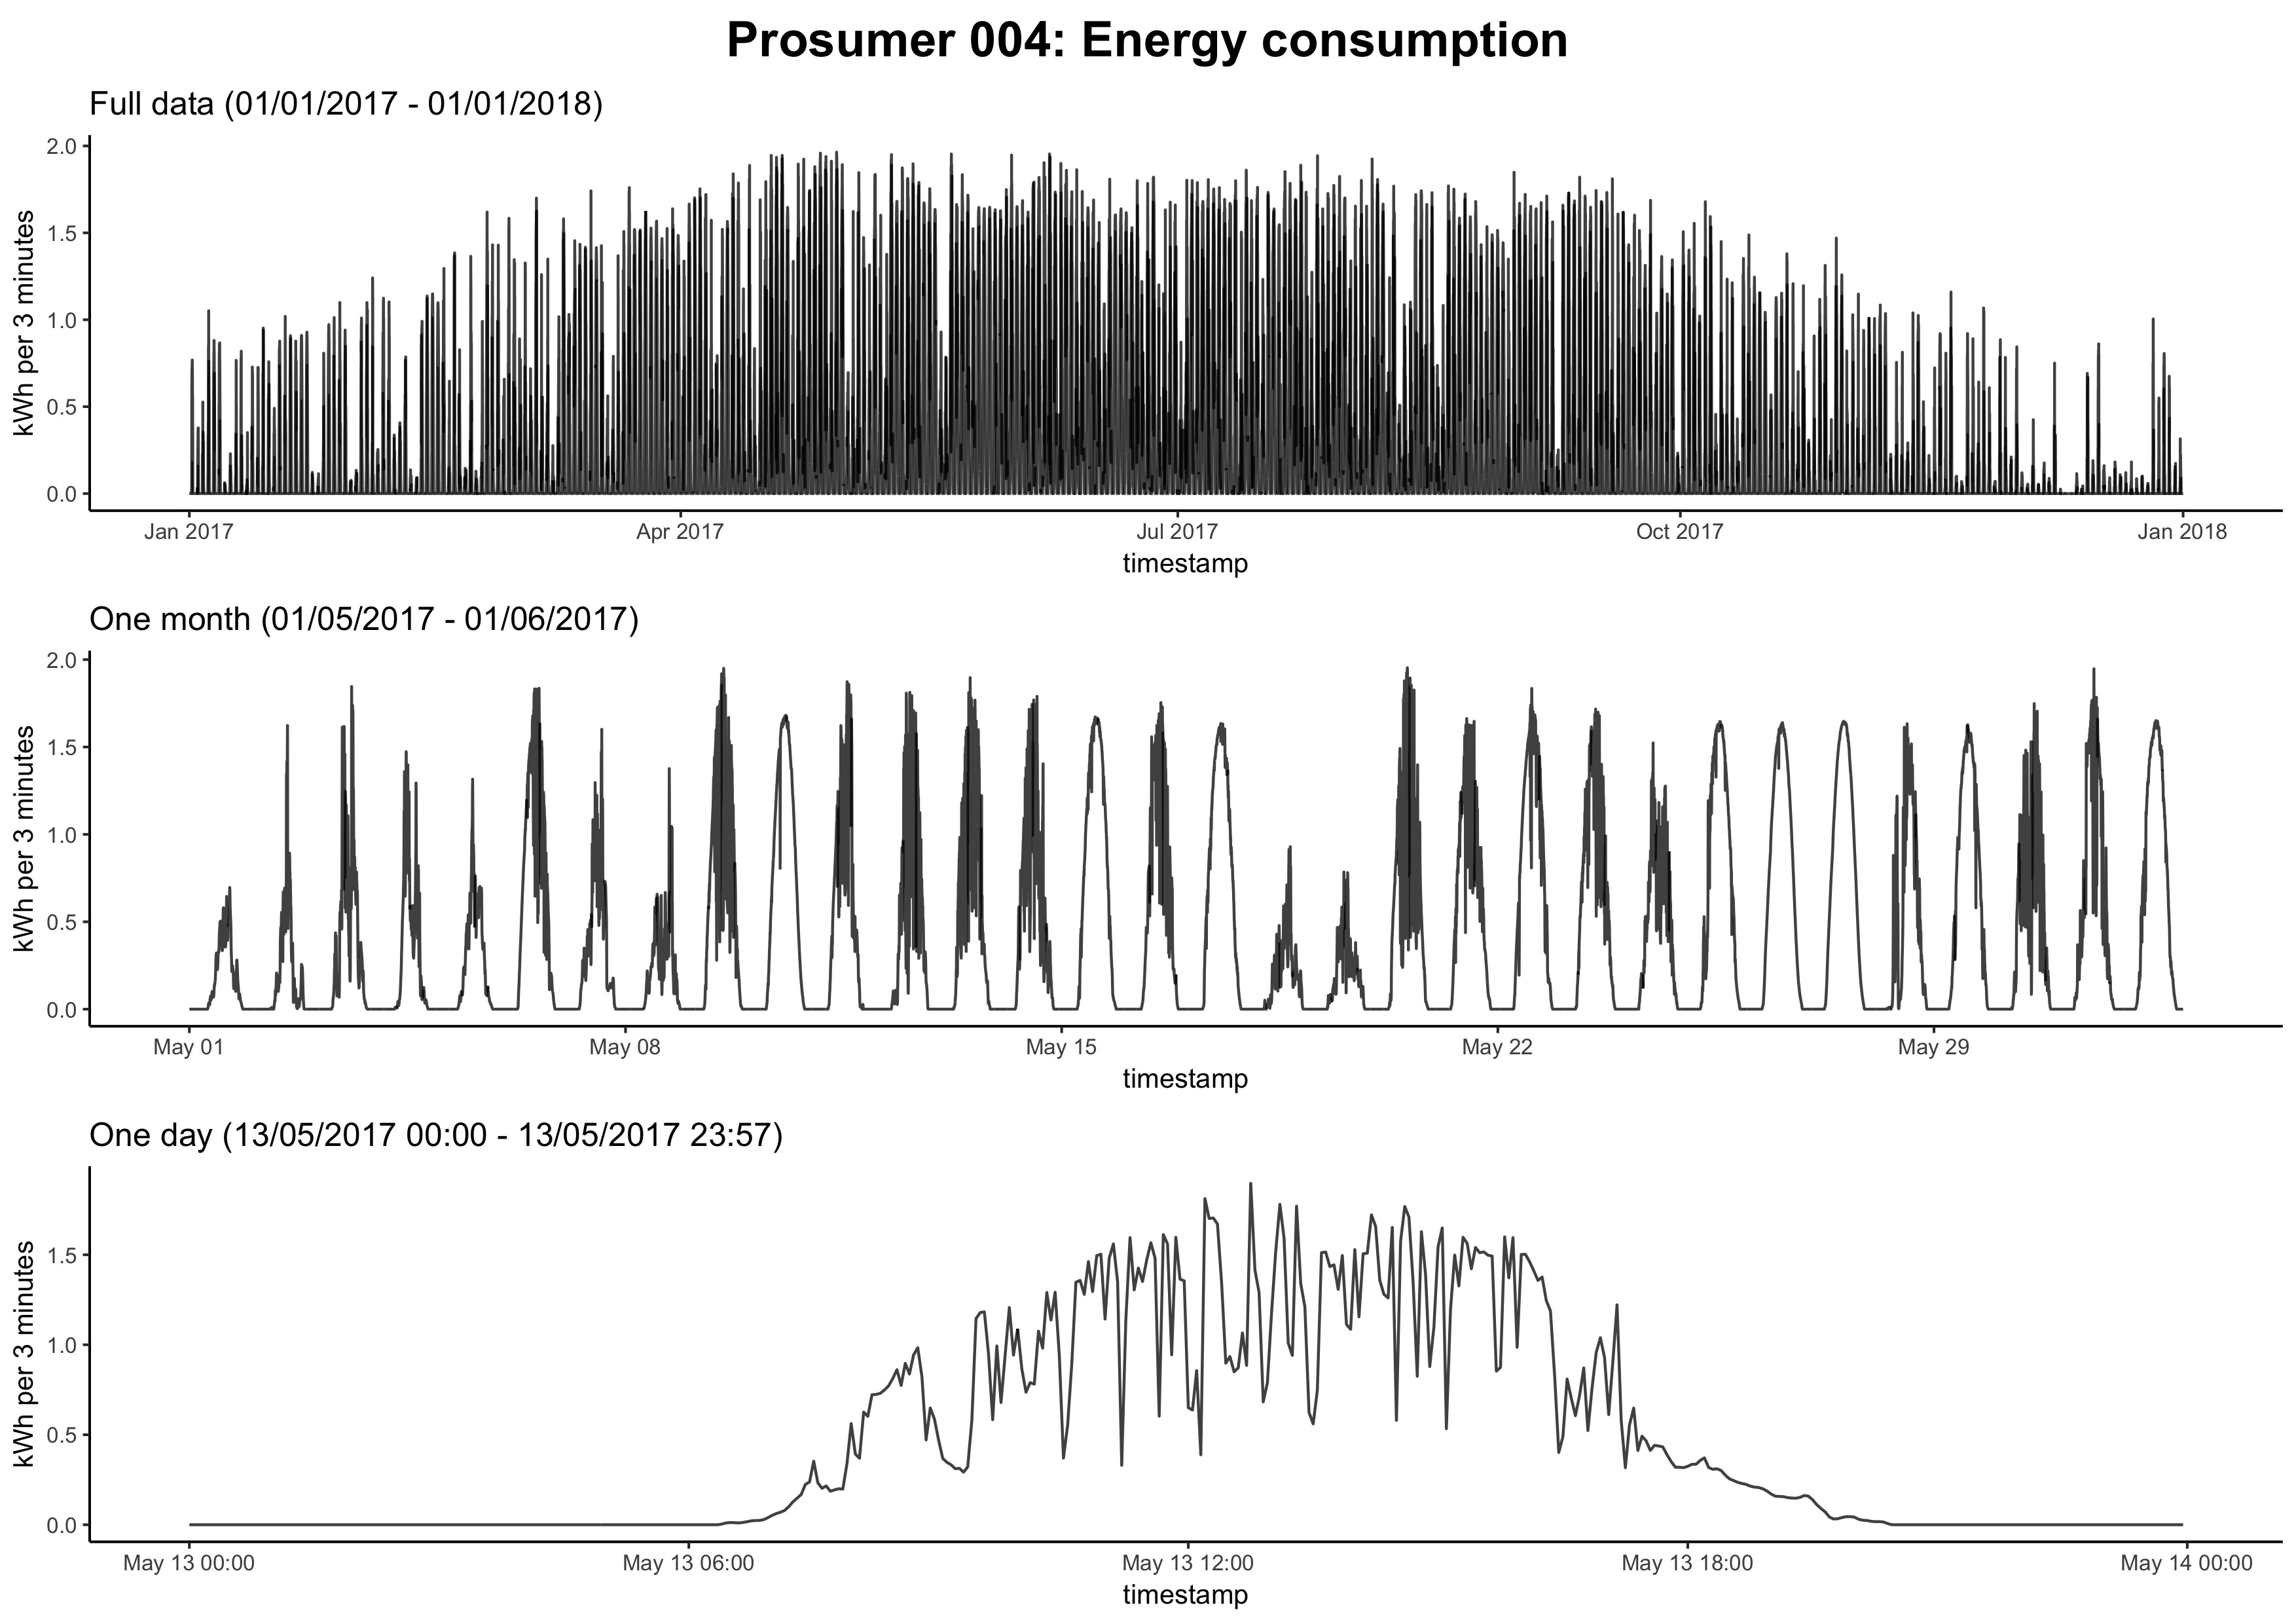 Prosumer 004: Energy consumption
Full data (01/01/2017 - 01/01/2018)
kWh per 3 minutes
2.0
1.5
1.0
0.5
0.0
Jan 2017 Apr 2017 Jul 2017 Oct 2017 Jan 2018
timestamp
One month (01/05/2017 - 01/06/2017)
kWh per 3 minutes
2.0
1.5
1.0
0.5
0.0
May 01 May 08 May 15 May 22 May 29
timestamp
One day (13/05/2017 00:00 - 13/05/2017 23:57)
kWh per 3 minutes
1.5
1.0
0.5
0.0
May 13 00:00 May 13 06:00 May 13 12:00 May 13 18:00 May 14 00:00
timestamp